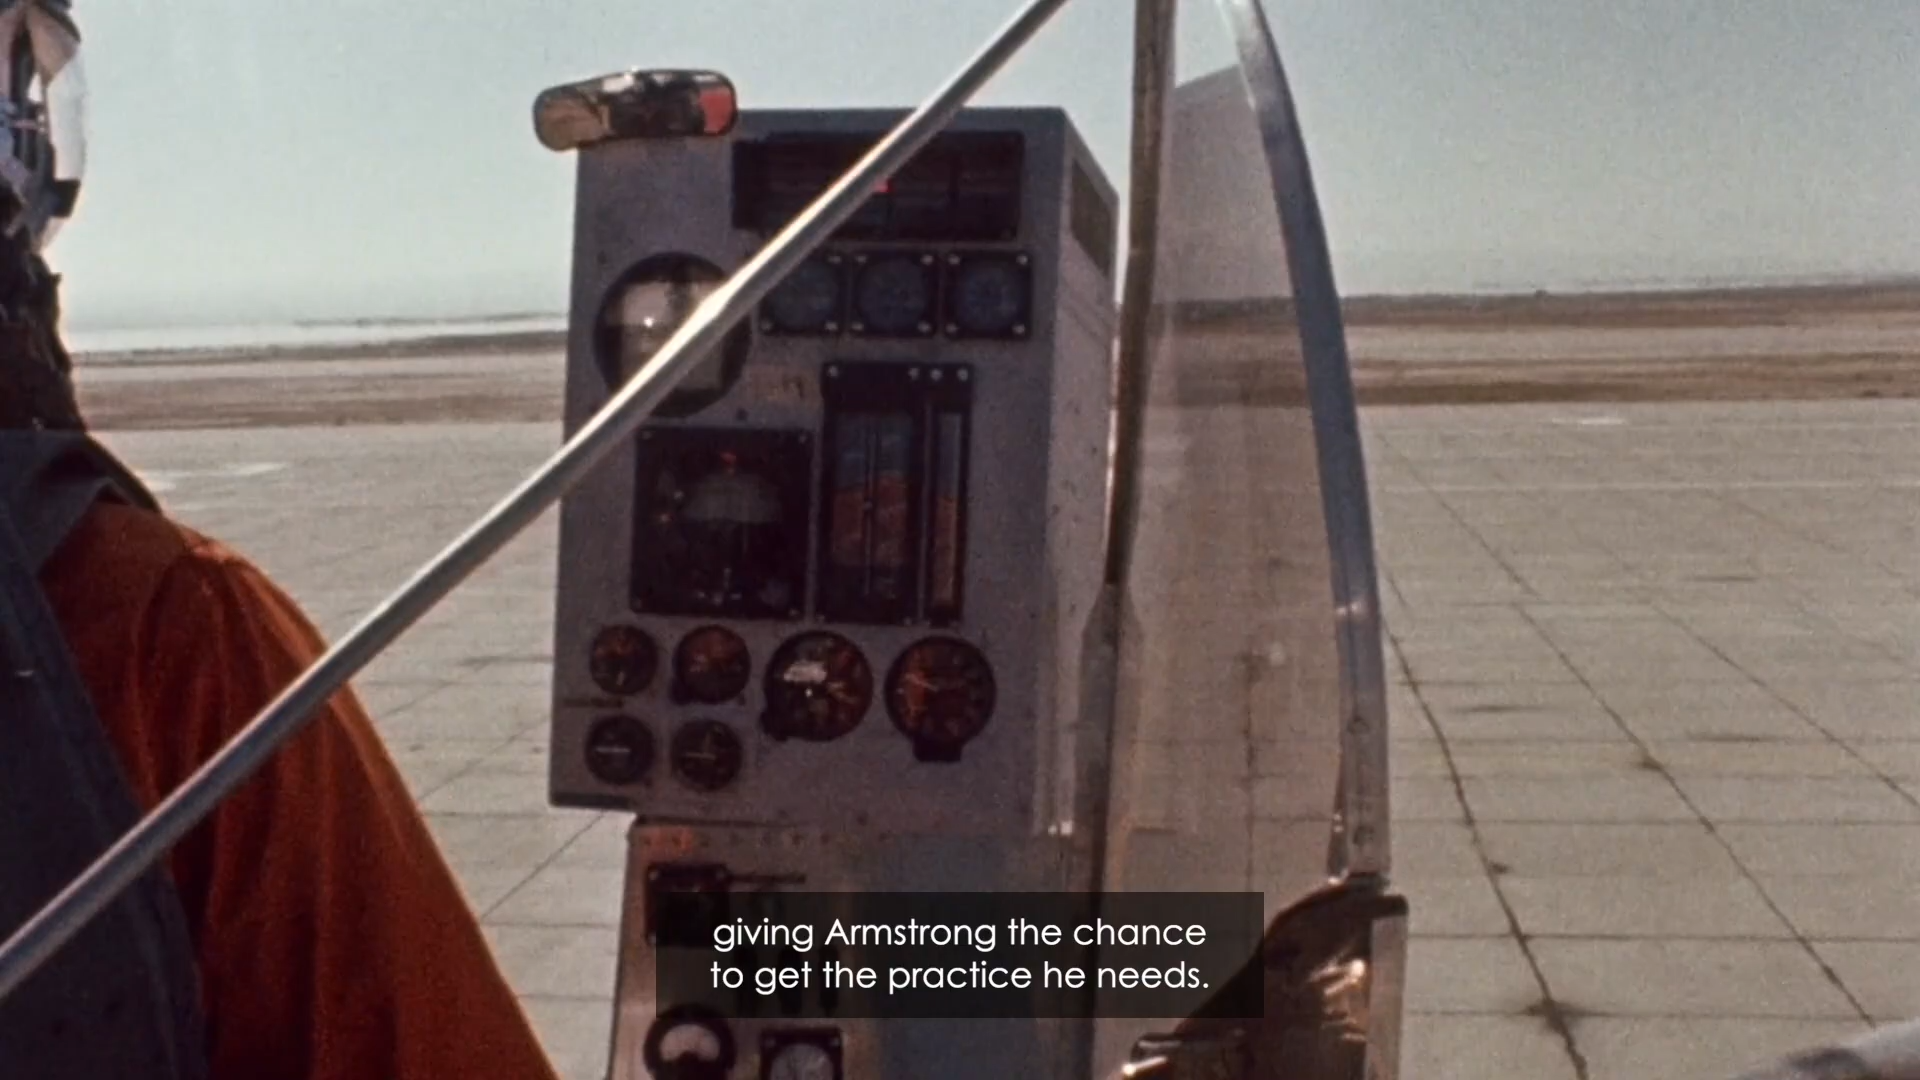 giving Armstrong the chance
to get the practice he needs.